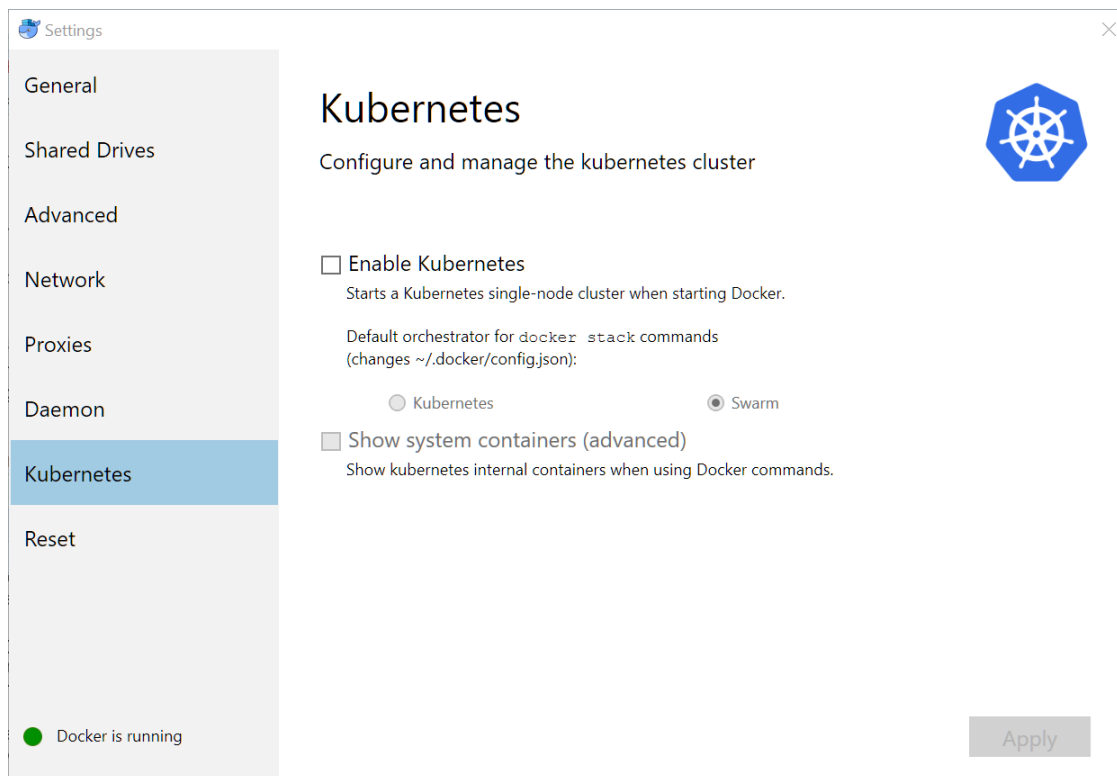 Settings
General
Shared Drives
Advanced
Network
Proxies
Daemon
Kubernetes
Reset
Docker is running
Kubernetes
Configure and manage the kubernetes cluster
Enable Kubernetes
Starts a Kubernetes single-node cluster when starting Docker.
Default orchestrator for docker stack commands
(changes ~/.docker/config.json):
Kubernetes Swarm
Show system containers (advanced)
Show kubernetes internal containers when using Docker commands.
Apply